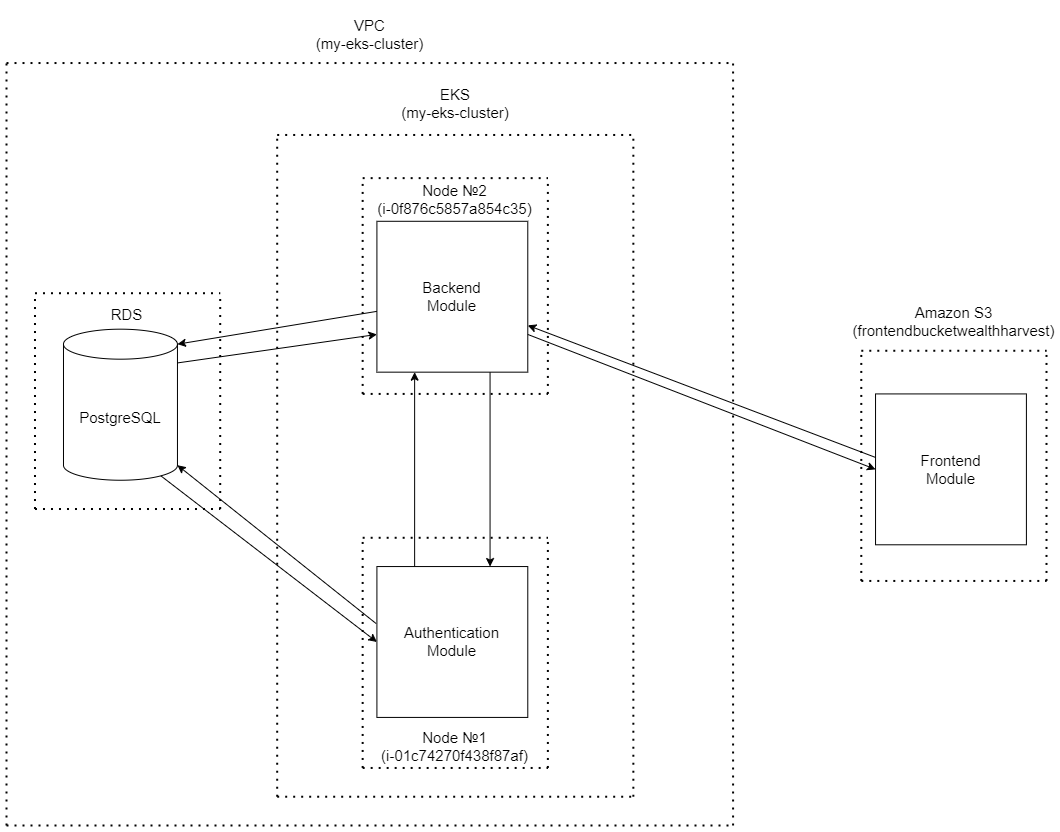 VPC
(my-eks-cluster)
EKS
(my-eks-cluster)
Node №2
(i-0f876c5857a854c35)
Backend
Module
RDS
PostgreSQL
Amazon S3
(frontendbucketwealthharvest)
Frontend
Module
Authentication
Module
Node №1
(i-01c74270f438f87af)